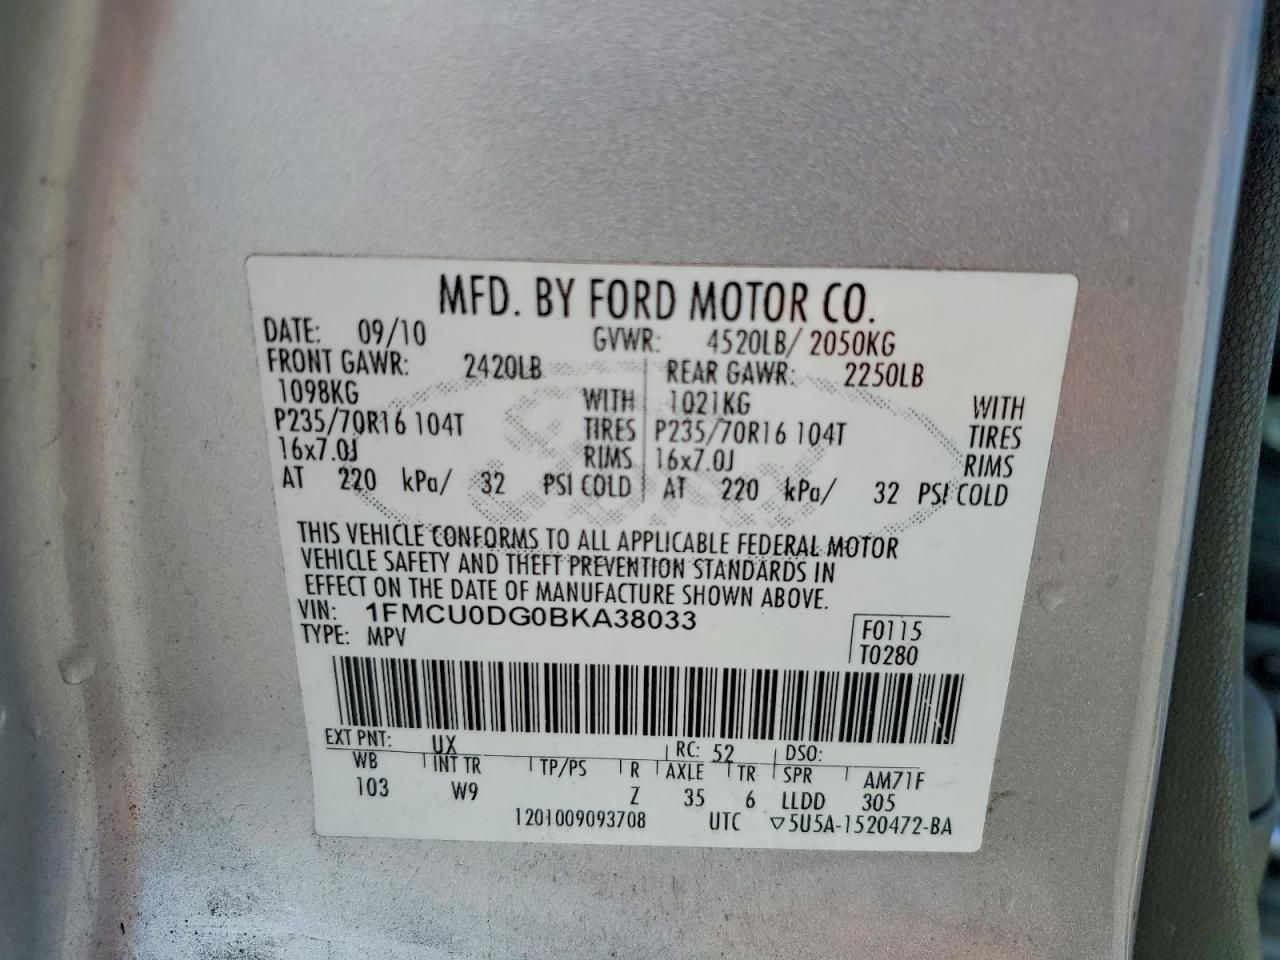 MFD. BY FORD MOTOR CO.
DATE: 09/10 GVWR: 4520LB/ 2050KG
FRONT GAWR: 2420LB REAR GAWR: 2250LB
1098KG WITH 1021KG WITH
P235/70R16 104T TIRES P235/70R16 104T TIRES
16x7.0J RIMS 16x7.0J RIMS
AT 220 kPa/ 32 PSI COLD AT 220 kPa/ 32 PSI COLD
THIS VEHICLE CONFORMS TO ALL APPLICABLE FEDERAL MOTOR
VEHICLE SAFETY AND THEFT PREVENTION STANDARDS IN
EFFECT ON THE DATE OF MANUFACTURE SHOWN ABOVE.
VIN: 1FMCU0DG0BKA38033 F0115
TYPE: MPV T0280
EXT PNT: UX RC: 52 DSO:
WB INT TR TP/PS R AXLE TR SPR AM71F
103 W9 Z 35 6 LLDD 305
1201009093708 UTC ▽5U5A-1520472-BA